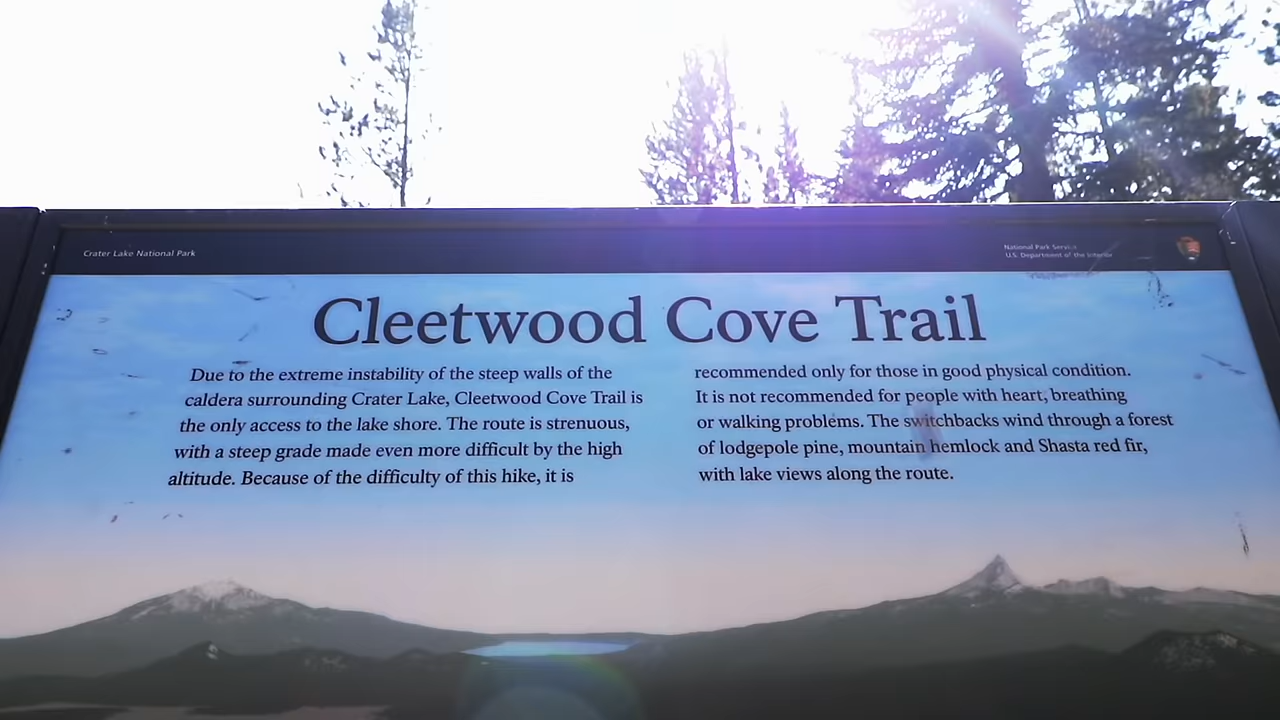 Crater Lake National Park
National Park Service
U.S. Department of the Interior
Cleetwood Cove Trail
Due to the extreme instability of the steep walls of the
caldera surrounding Crater Lake, Cleetwood Cove Trail is
the only access to the lake shore. The route is strenuous,
with a steep grade made even more difficult by the high
altitude. Because of the difficulty of this hike, it is
recommended only for those in good physical condition.
It is not recommended for people with heart, breathing
or walking problems. The switchbacks wind through a forest
of lodgepole pine, mountain hemlock and Shasta red fir,
with lake views along the route.